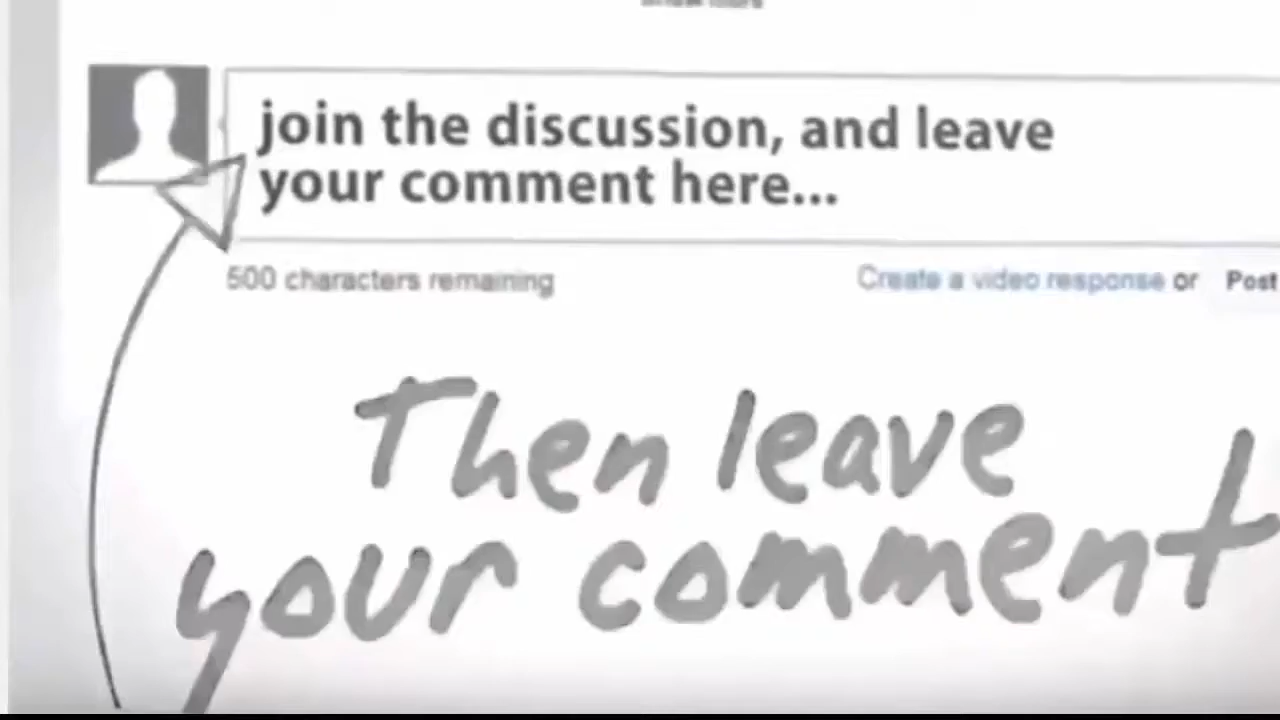 join the discussion, and leave
your comment here...
500 characters remaining
Create a video response or Post
Then leave
your comment